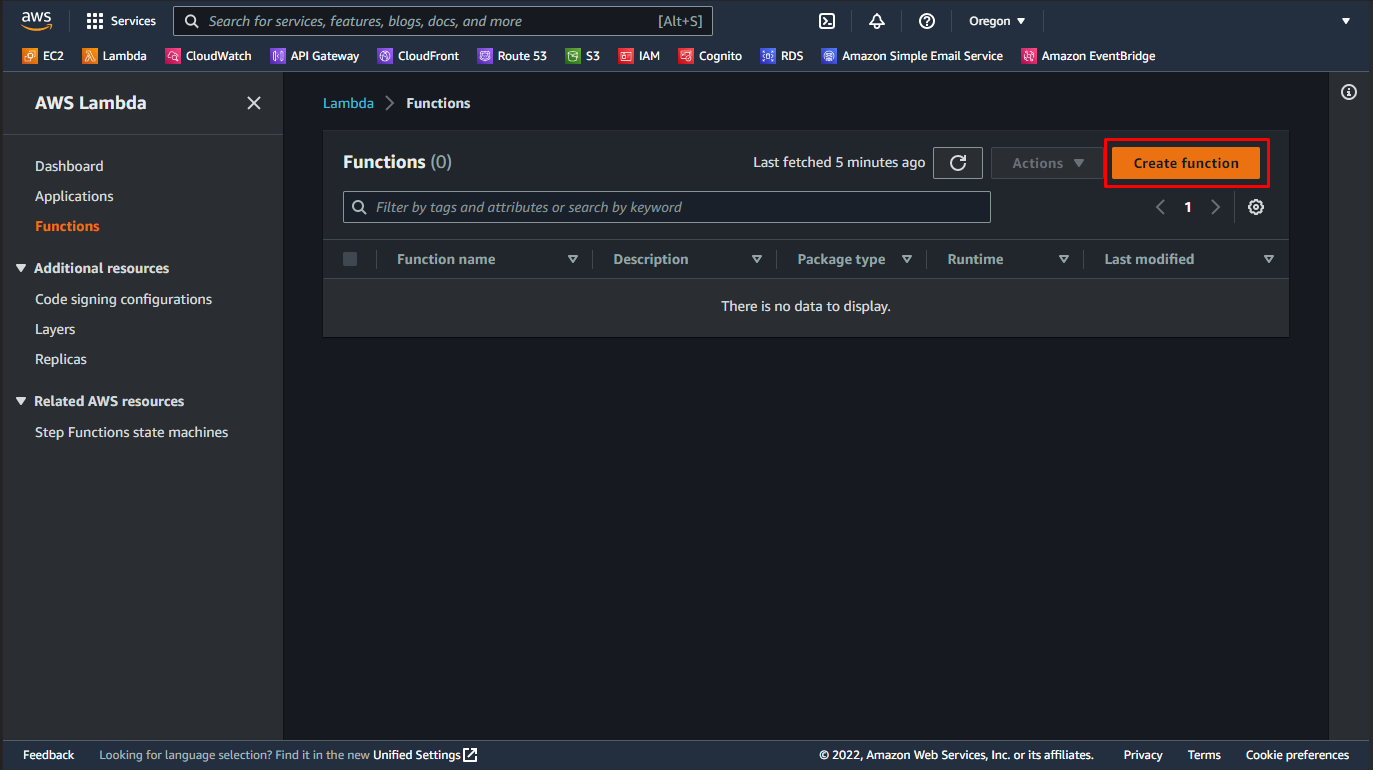 aws
Services
Search for services, features, blogs, docs, and more
[Alt+S]
Oregon
EC2
Lambda
CloudWatch
API Gateway
CloudFront
Route 53
S3
IAM
Cognito
RDS
Amazon Simple Email Service
Amazon EventBridge
AWS Lambda
Dashboard
Applications
Functions
Additional resources
Code signing configurations
Layers
Replicas
Related AWS resources
Step Functions state machines
Lambda
Functions
Functions (0)
Last fetched 5 minutes ago
Actions
Create function
Filter by tags and attributes or search by keyword
1
Function name
Description
Package type
Runtime
Last modified
There is no data to display.
Feedback
Looking for language selection? Find it in the new Unified Settings
© 2022, Amazon Web Services, Inc. or its affiliates.
Privacy
Terms
Cookie preferences